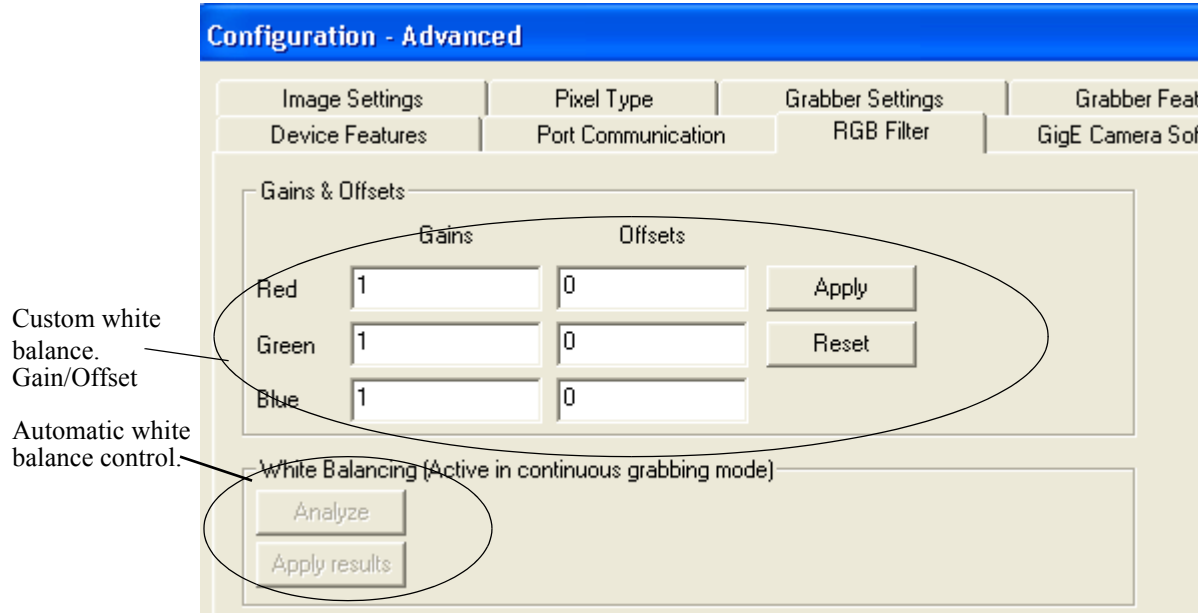 Configuration - Advanced
Image Settings Pixel Type Grabber Settings Grabber Feat
Device Features Port Communication RGB Filter GigE Camera Sof
Gains & Offsets
Gains Offsets
Red 1 0 Apply
Green 1 0 Reset
Blue 1 0
Custom white
balance.
Gain/Offset
Automatic white
balance control.
White Balancing (Active in continuous grabbing mode)
Analyze
Apply results